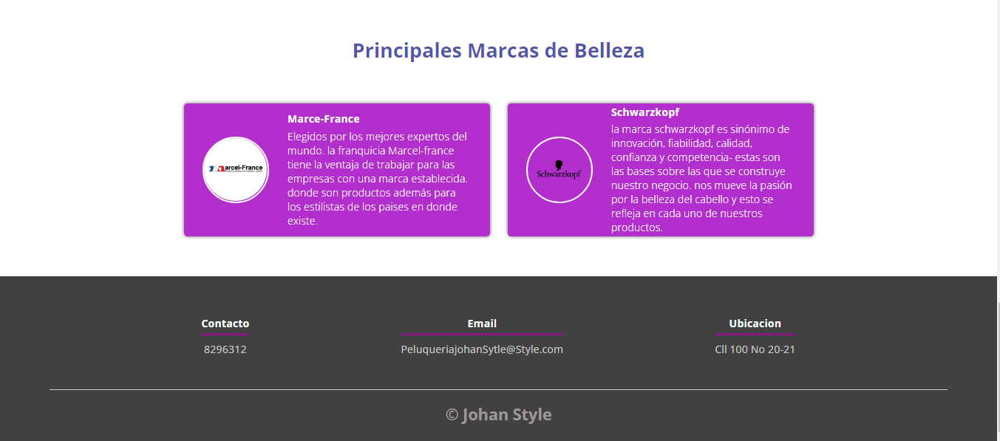 Principales Marcas de Belleza
Marce-France
Elegidos por los mejores expertos del
mundo. la franquicia Marcel-france
tiene la ventaja de trabajar para las
empresas con una marca establecida.
donde son productos además para
los estilistas de los paises en donde
existe.
arcel-France
Schwarzkopf
la marca schwarzkopf es sinónimo de
innovación, fiabilidad, calidad,
confianza y competencia- estas son
las bases sobre las que se construye
nuestro negocio. nos mueve la pasión
por la belleza del cabello y esto se
refleja en cada uno de nuestros
productos.
Schwarzkopf
Contacto
8296312
Email
PeluqueriajohanSytle@Style.com
Ubicacion
Cll 100 No 20-21
© Johan Style